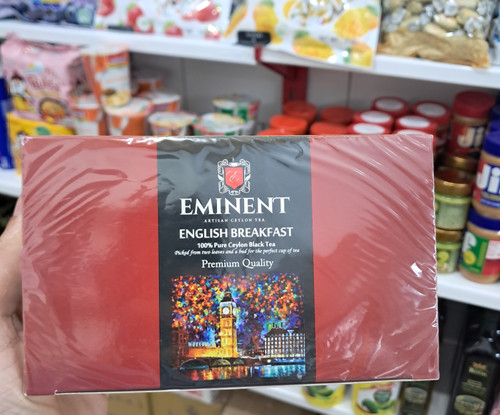 EMINENT
ARTISAN CEYLON TEA
ENGLISH BREAKFAST
100% Pure Ceylon Black Tea
Picked from two leaves and a bud for the perfect cup of tea
Premium Quality